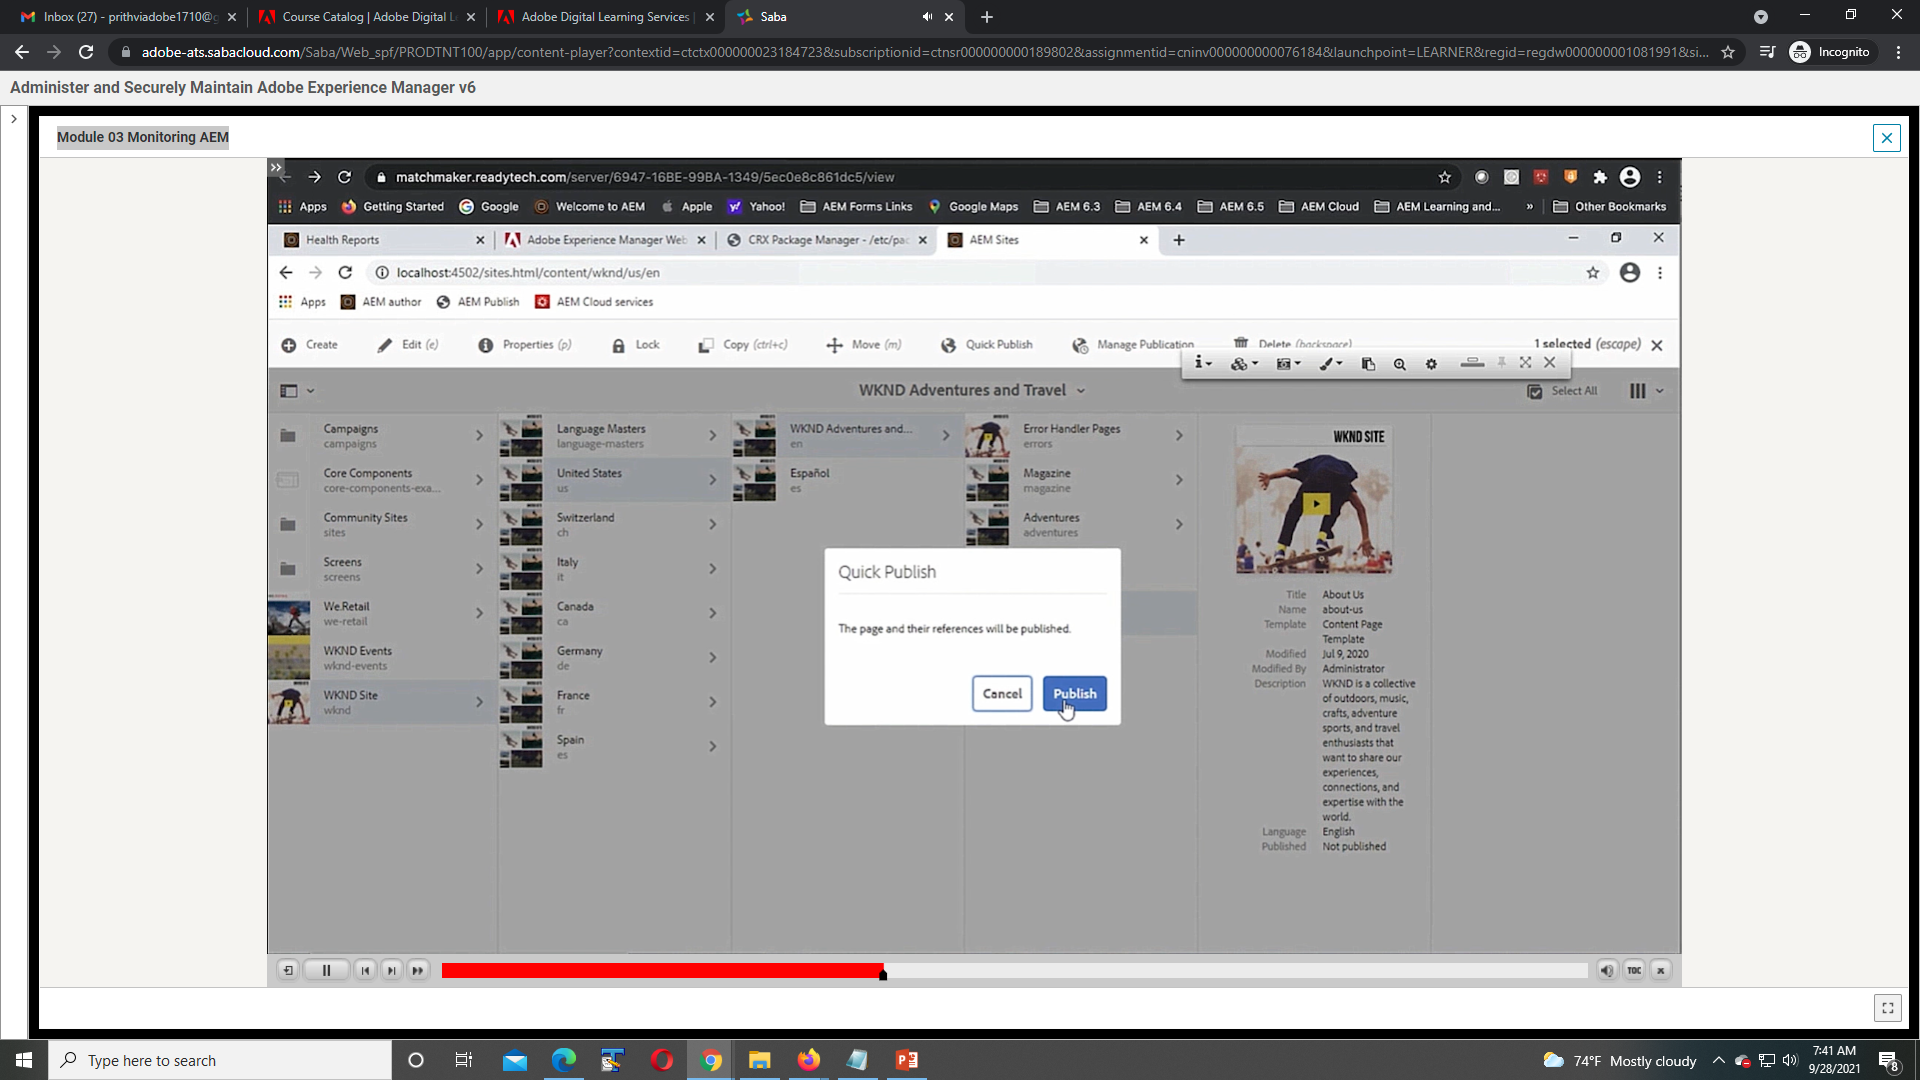 Inbox (27) - prithviadobe1710@g
Course Catalog | Adobe Digital L
Adobe Digital Learning Services |
Saba
adobe-ats.sabacloud.com/Saba/Web_spf/PRODTNT100/app/content-player?contextid=ctctx000000023184723&subscriptionid=ctnsr0000000000189802&assignmentid=cninv000000000076184&launchpoint=LEARNER&regid=regdw000000001081991&si...
Incognito
Administer and Securely Maintain Adobe Experience Manager v6
Module 03 Monitoring AEM
matchmaker.readytech.com/server/6947-16BE-99BA-1349/5ec0e8c861dc5/view
Apps
Getting Started
Google
Welcome to AEM
Apple
Yahoo!
AEM Forms Links
Google Maps
AEM 6.3
AEM 6.4
AEM 6.5
AEM Cloud
AEM Learning and...
»
Other Bookmarks
Health Reports
Adobe Experience Manager Web
CRX Package Manager - /etc/pac
AEM Sites
localhost:4502/sites.html/content/wknd/us/en
Apps
AEM author
AEM Publish
AEM Cloud services
Create
Edit (e)
Properties (p)
Lock
Copy (ctrl+c)
Move (m)
Quick Publish
Manage Publication
Delete (backspace)
1 selected (escape)
WKND Adventures and Travel
Select All
Campaigns
campaigns
Core Components
core-components-exa...
Community Sites
sites
Screens
screens
We.Retail
we-retail
WKND Events
wknd-events
WKND Site
wknd
Language Masters
language-masters
United States
us
Switzerland
ch
Italy
it
Canada
ca
Germany
de
France
fr
Spain
es
WKND Adventures and...
en
Español
es
Error Handler Pages
errors
Magazine
magazine
Adventures
adventures
Quick Publish
The page and their references will be published.
Cancel
Publish
WKND SITE
Title About Us
Name about-us
Template Content Page
Template
Modified Jul 9, 2020
Modified By Administrator
Description WKND is a collective
of outdoors, music,
crafts, adventure
sports, and travel
enthusiasts that
want to share our
experiences,
connections, and
expertise with the
world.
Language English
Published Not published
TOC
Type here to search
74°F Mostly cloudy
7:41 AM
9/28/2021
8